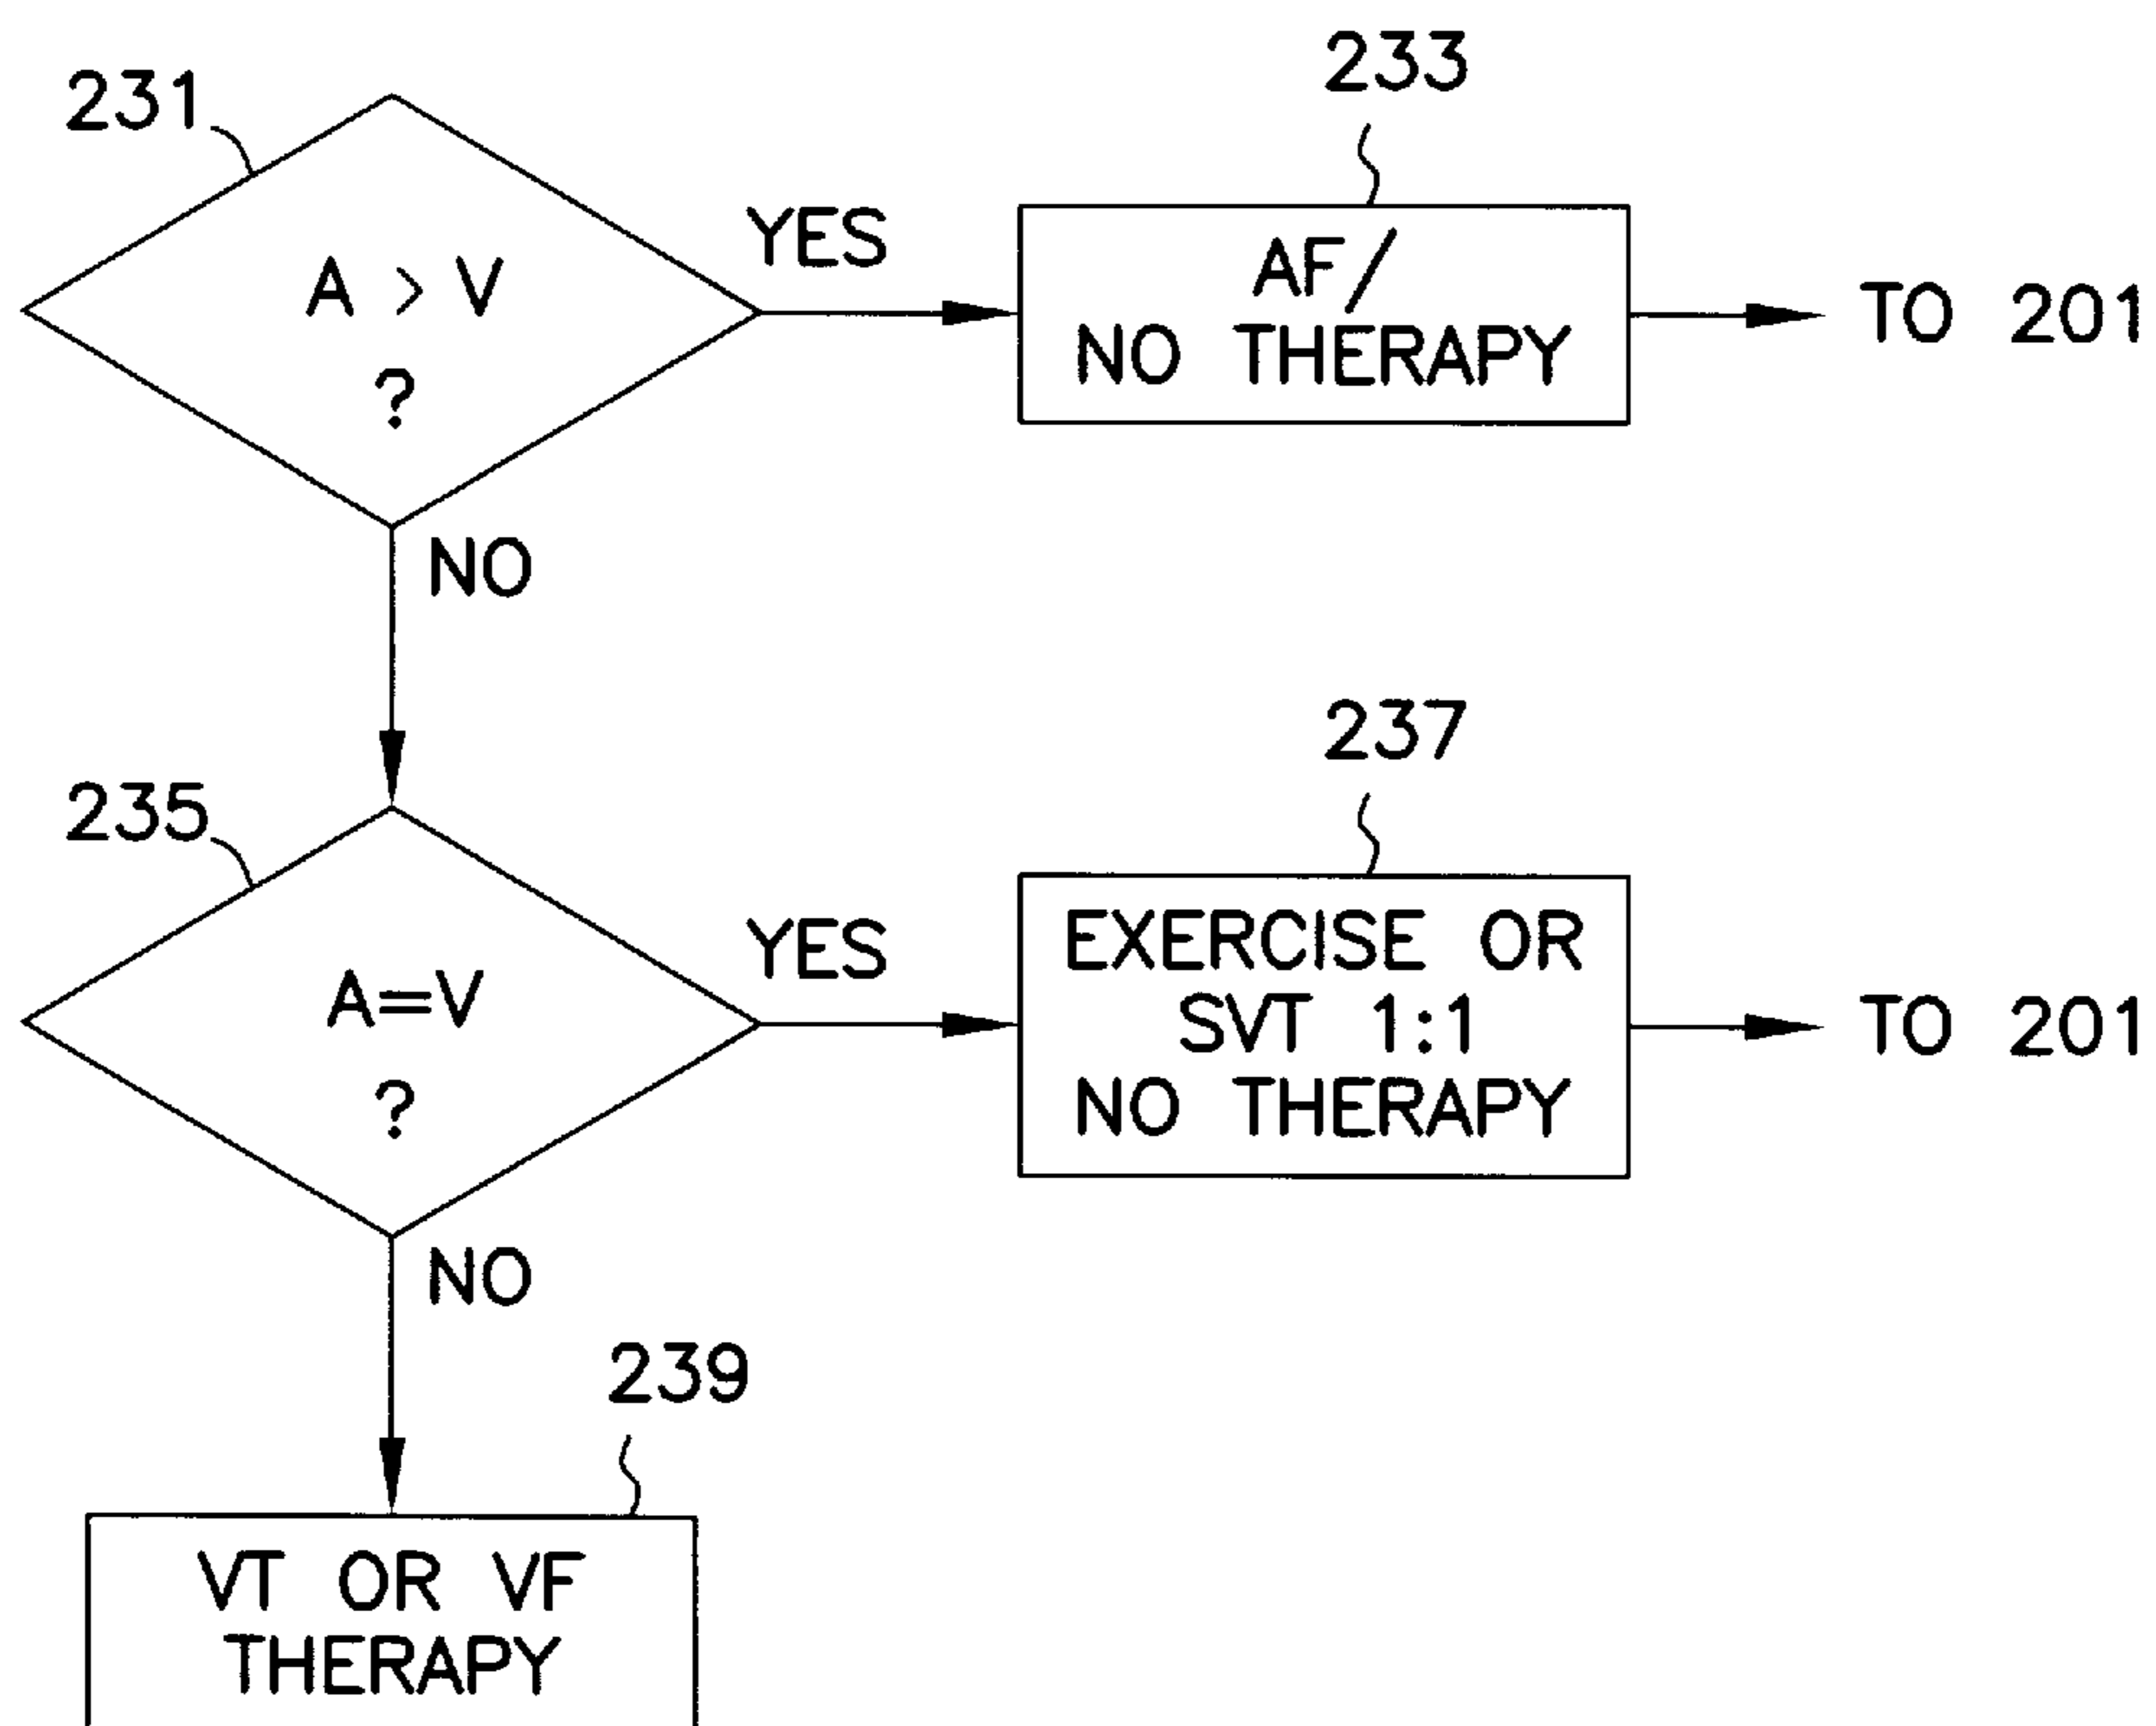 231
A > V
?
YES
233
AF/
NO THERAPY
TO 201
NO
235
A=V
?
YES
237
EXERCISE OR
SVT 1:1
NO THERAPY
TO 201
NO
239
VT OR VF
THERAPY